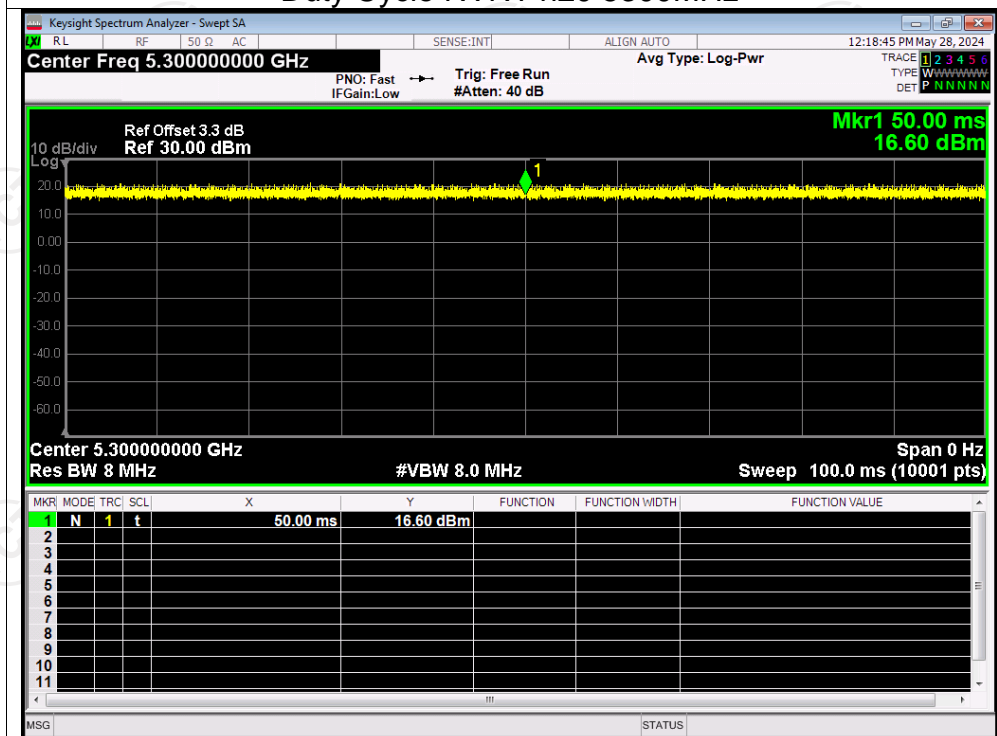 Keysight Spectrum Analyzer - Swept SA
LXI RL RF 50 Ω AC SENSE:INT ALIGN AUTO 12:18:45 PM May 28, 2024
Center Freq 5.300000000 GHz
PNO: Fast
IFGain:Low
Trig: Free Run
#Atten: 40 dB
Avg Type: Log-Pwr
TRACE 1 2 3 4 5 6
TYPE WWWWWW
DET P N N N N N
Mkr1 50.00 ms
16.60 dBm
Ref Offset 3.3 dB
10 dB/div Ref 30.00 dBm
Log
1
20.0
10.0
0.00
-10.0
-20.0
-30.0
-40.0
-50.0
-60.0
Center 5.300000000 GHz Span 0 Hz
Res BW 8 MHz #VBW 8.0 MHz Sweep 100.0 ms (10001 pts)
MKR MODE TRC SCL X Y FUNCTION FUNCTION WIDTH FUNCTION VALUE
1 N 1 t 50.00 ms 16.60 dBm
2
3
4
5
6
7
8
9
10
11
MSG STATUS